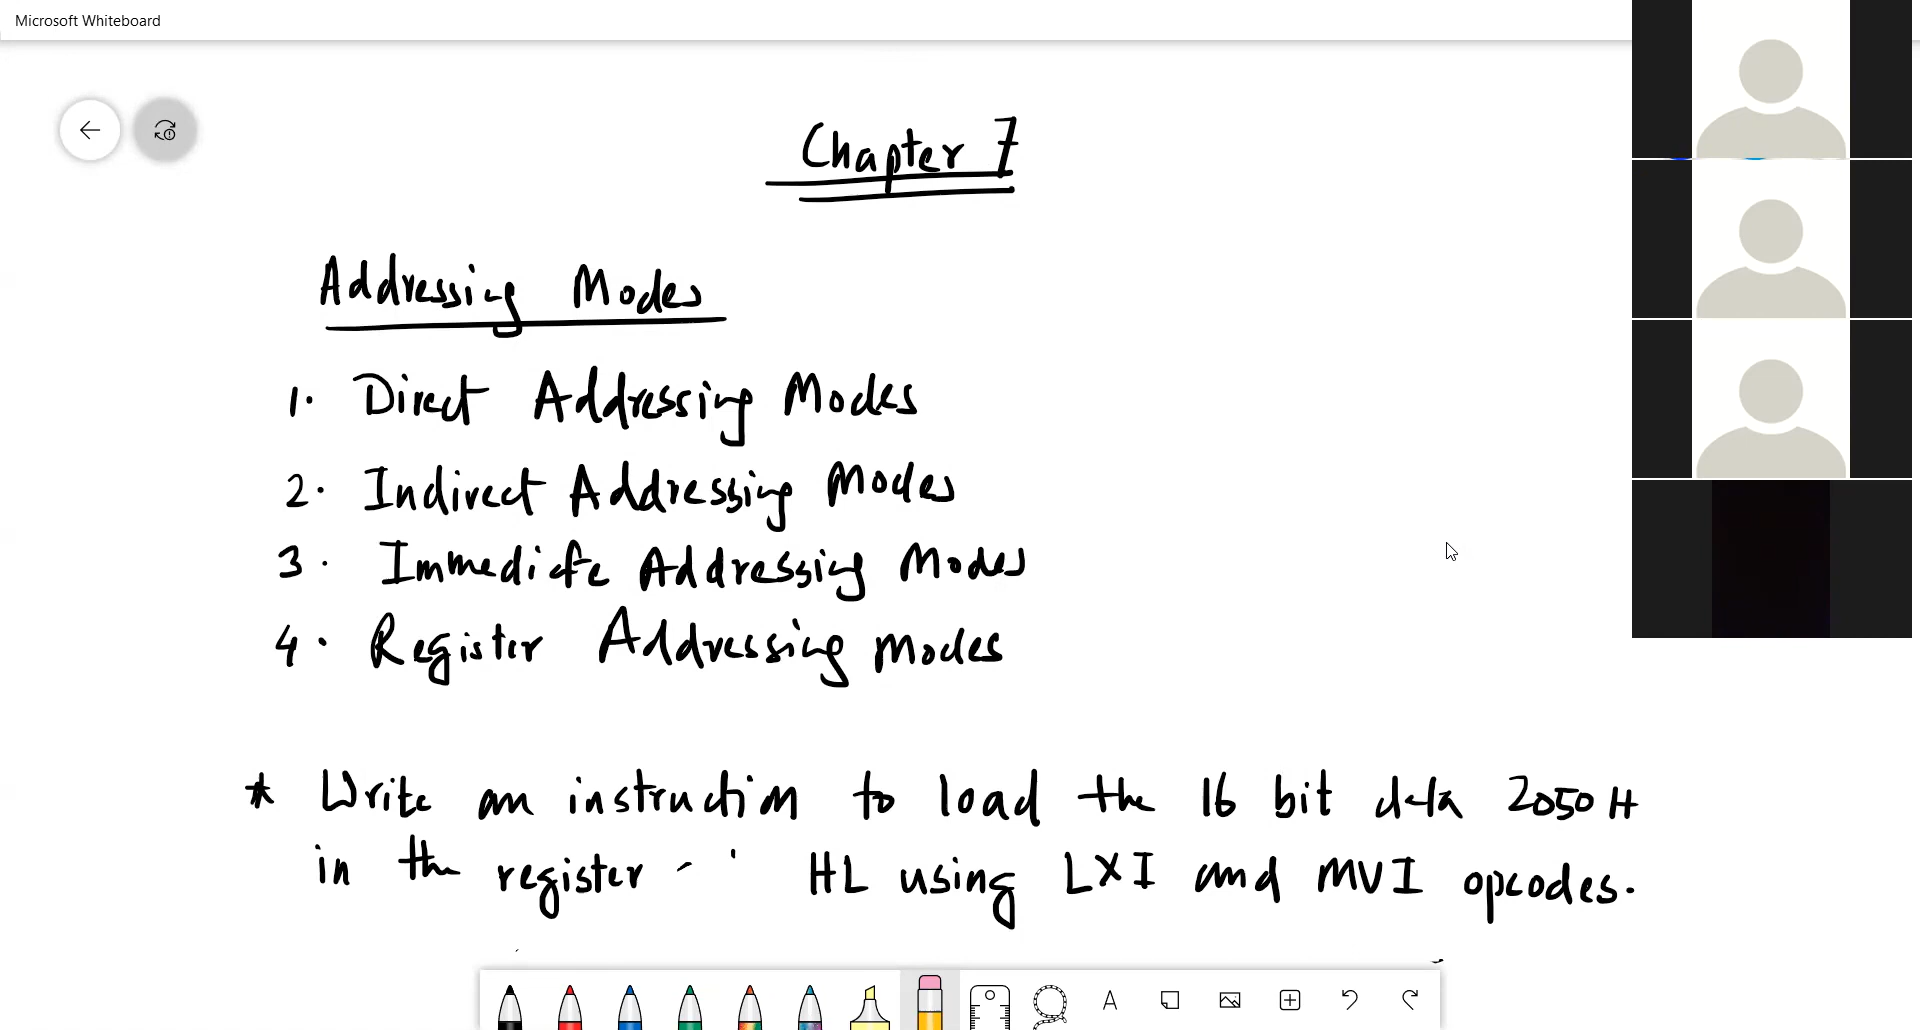 Microsoft Whiteboard
Chapter 7
Addressing Modes
1. Direct Addressing Modes
2. Indirect Addressing Modes
3. Immediate Addressing Modes
4. Register Addressing Modes
* Write an instruction to load the 16 bit data 2050H
in the register HL using LXI and MVI opcodes.
A